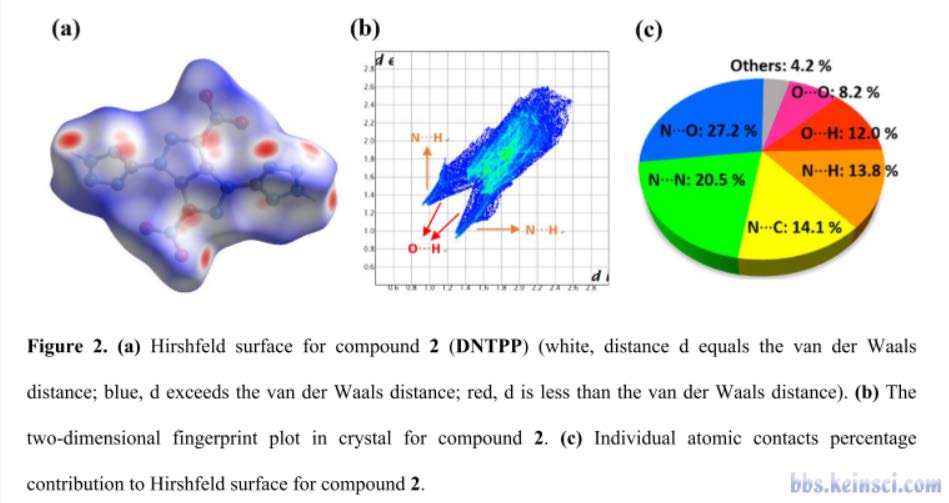 (a)
(b)
(c)
d e
2.8
2.6
2.4
2.2
2.0
1.8
1.6
1.4
1.2
1.0
0.8
0.6
N···H
O···H
N···H
d i
0.6 0.8 1.0 1.2 1.4 1.6 1.8 2.0 2.2 2.4 2.6 2.8
Others: 4.2 %
O···O: 8.2 %
O···H: 12.0 %
N···H: 13.8 %
N···C: 14.1 %
N···N: 20.5 %
N···O: 27.2 %
Figure 2. (a) Hirshfeld surface for compound 2 (DNTPP) (white, distance d equals the van der Waals
distance; blue, d exceeds the van der Waals distance; red, d is less than the van der Waals distance). (b) The
two-dimensional fingerprint plot in crystal for compound 2. (c) Individual atomic contacts percentage
contribution to Hirshfeld surface for compound 2.
bbs.keinsci.com